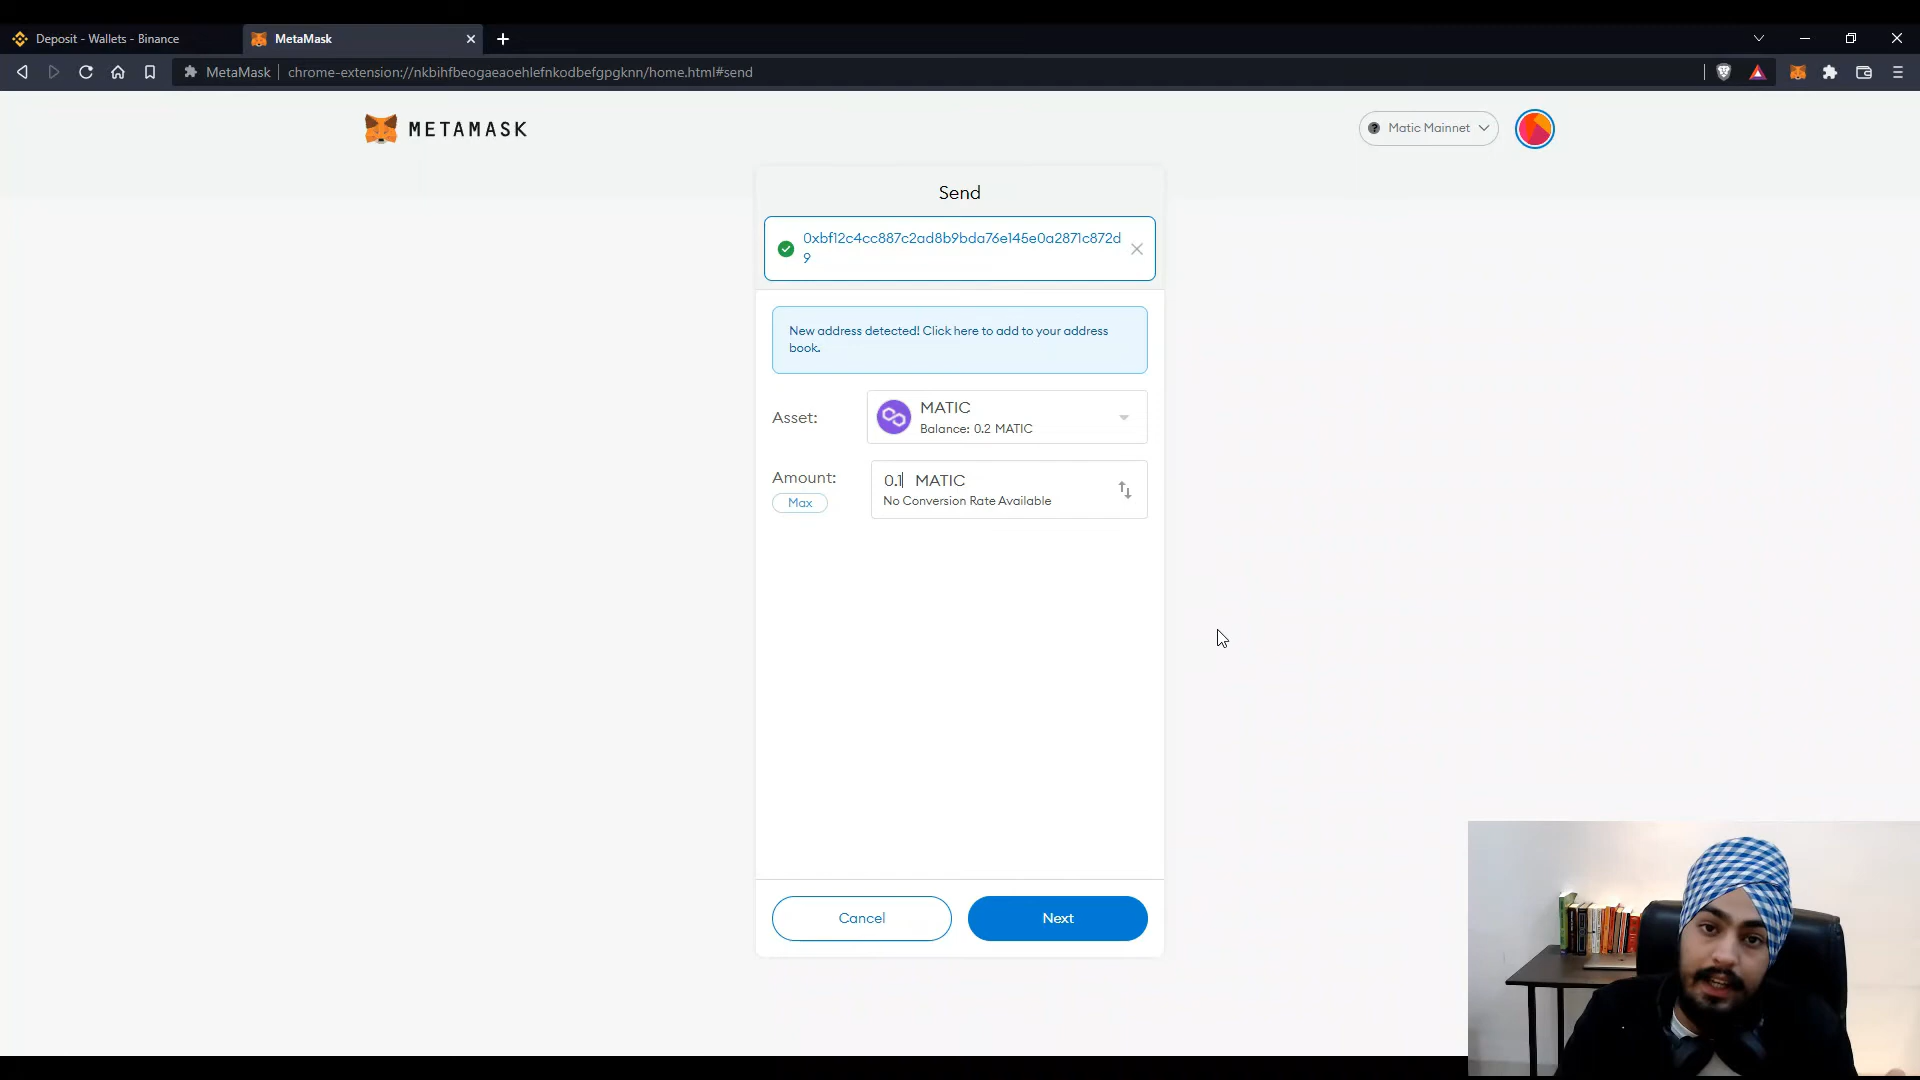 Deposit - Wallets - Binance
MetaMask
MetaMask
chrome-extension://nkbihfbeogaeaoehlefnkodbefgpgknn/home.html#send
METAMASK
Matic Mainnet
Send
0xbf12c4cc887c2ad8b9bda76e145e0a2871c872d
9
New address detected! Click here to add to your address
book.
Asset:
MATIC
Balance: 0.2 MATIC
Amount:
Max
0.1 MATIC
No Conversion Rate Available
Cancel
Next